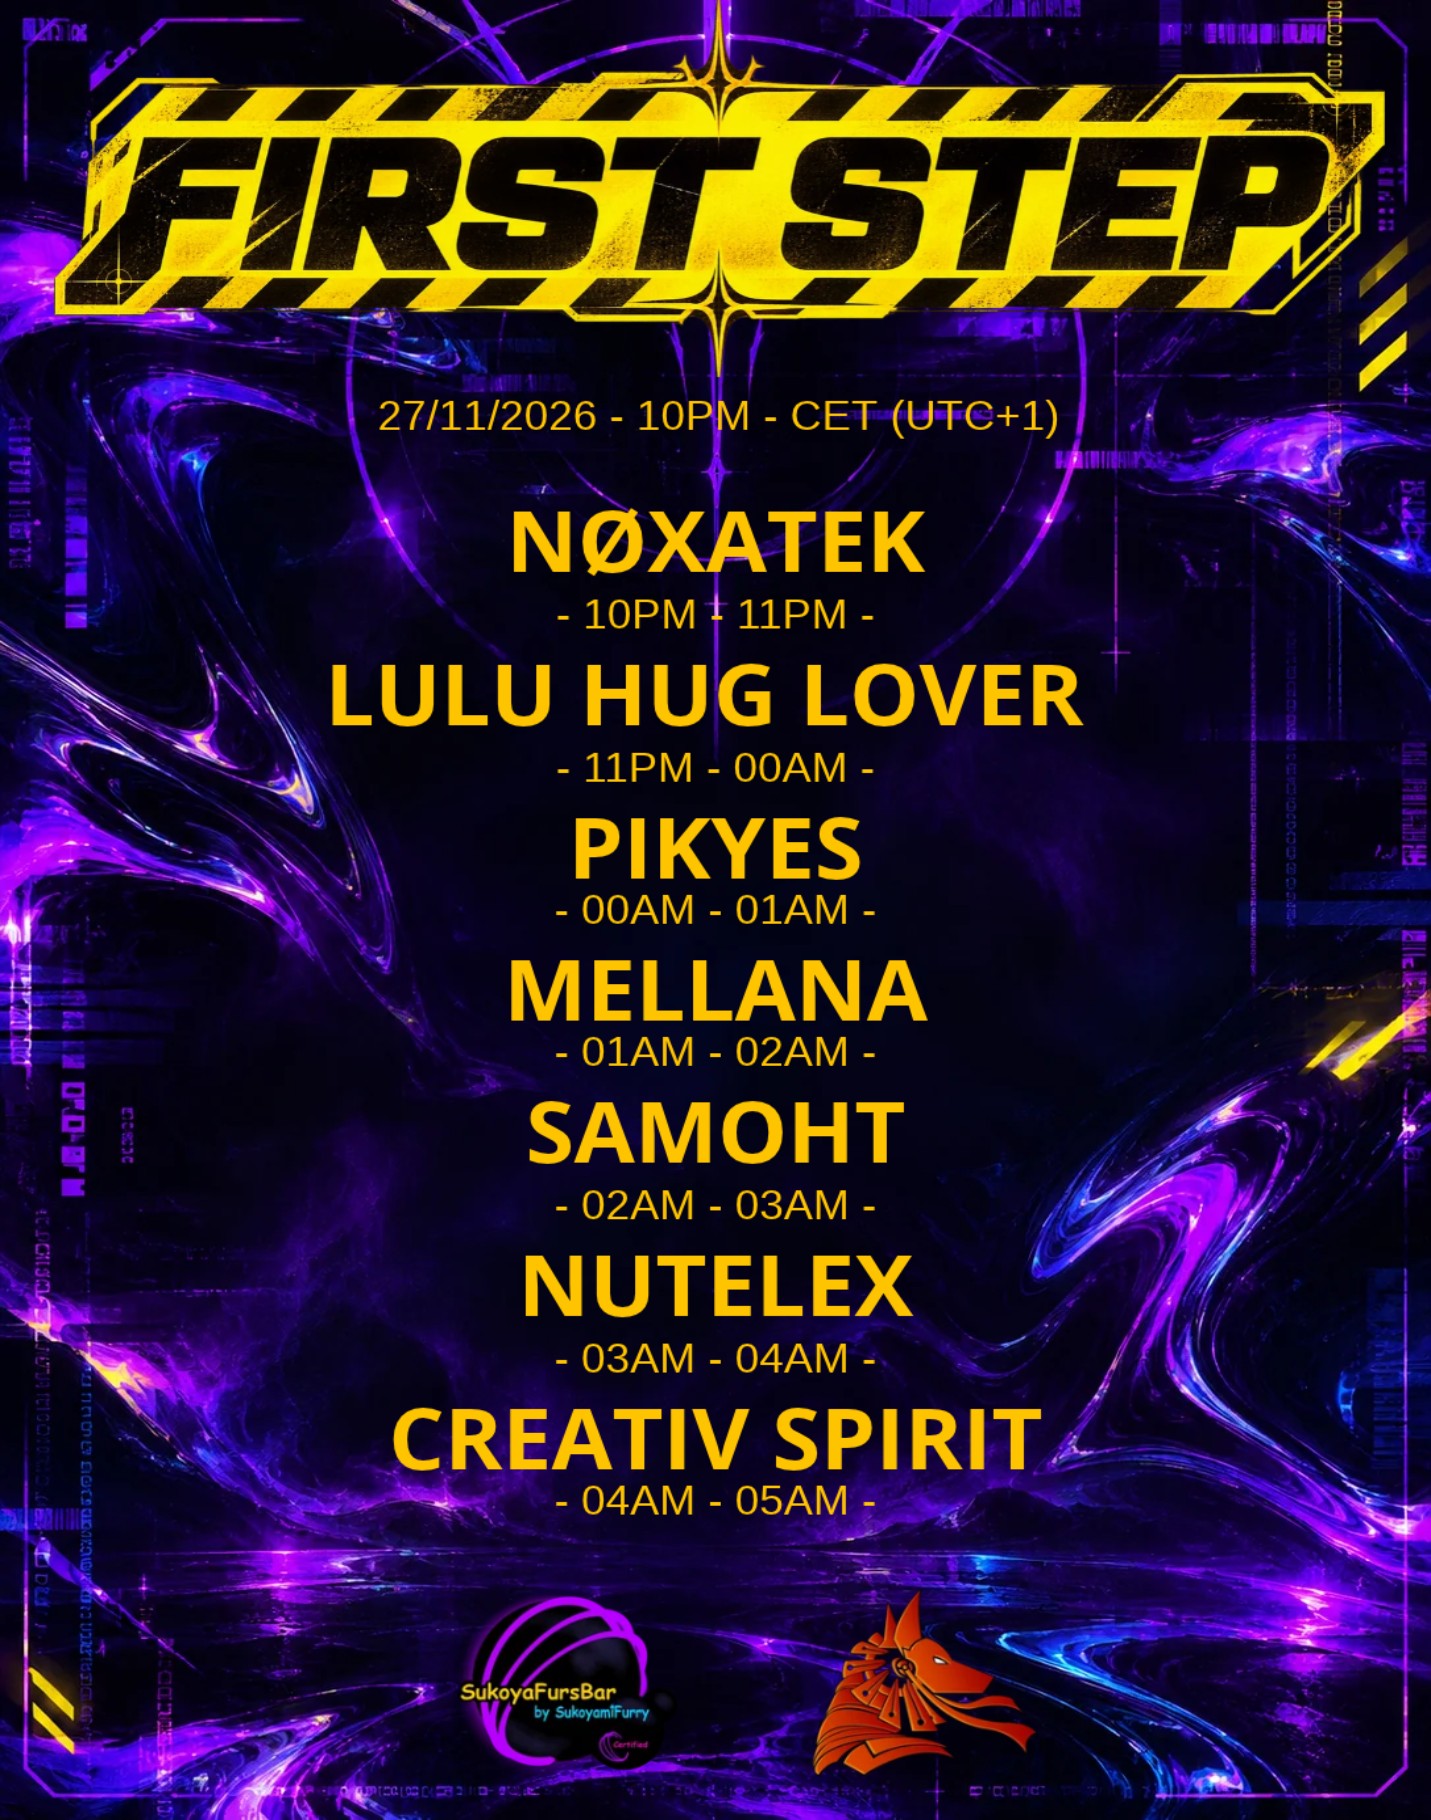 FIRST STEP
27/11/2026 - 10PM - CET (UTC+1)
NØXATEK
- 10PM - 11PM -
LULU HUG LOVER
- 11PM - 00AM -
PIKYES
- 00AM - 01AM -
MELLANA
- 01AM - 02AM -
SAMOHT
- 02AM - 03AM -
NUTELEX
- 03AM - 04AM -
CREATIV SPIRIT
- 04AM - 05AM -
SukoyaFursBar
by SukoyamiFurry
Certified